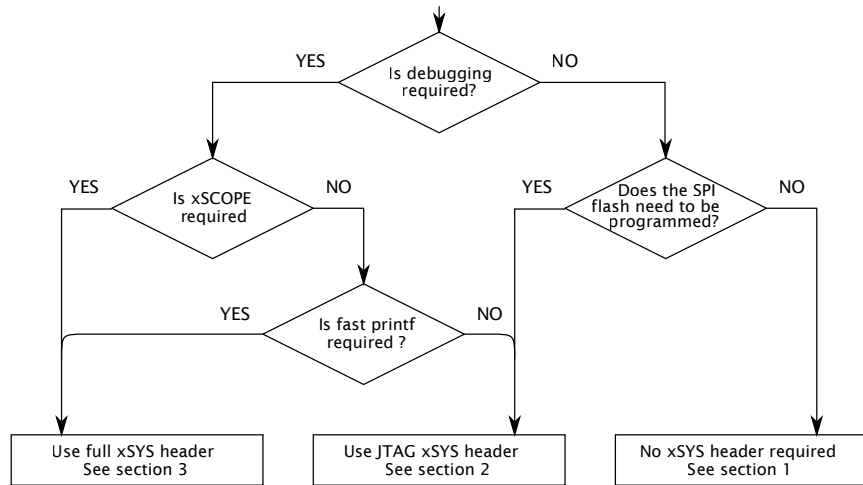 YES
NO
Is debugging
required?
YES
NO
YES
NO
Is xSCOPE
required
Does the SPI
flash need to be
programmed?
YES
NO
Is fast printf
required ?
Use full xSYS header
See section 3
Use JTAG xSYS header
See section 2
No xSYS header required
See section 1